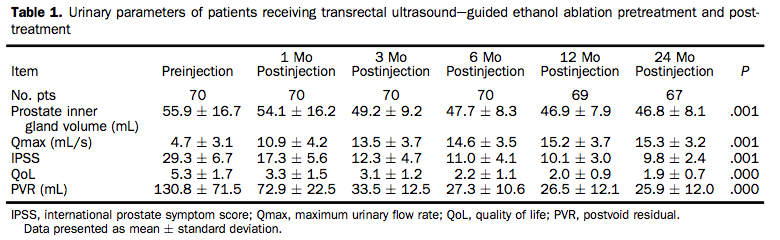 Table 1. Urinary parameters of patients receiving transrectal ultrasound—guided ethanol ablation pretreatment and post-
treatment
1 Mo 3 Mo 6 Mo 12 Mo 24 Mo
Item Preinjection Postinjection Postinjection Postinjection Postinjection Postinjection P
No. pts 70 70 70 70 69 67
Prostate inner 55.9 ± 16.7 54.1 ± 16.2 49.2 ± 9.2 47.7 ± 8.3 46.9 ± 7.9 46.8 ± 8.1 .001
gland volume (mL)
Qmax (mL/s) 4.7 ± 3.1 10.9 ± 4.2 13.5 ± 3.7 14.6 ± 3.5 15.2 ± 3.7 15.3 ± 3.2 .001
IPSS 29.3 ± 6.7 17.3 ± 5.6 12.3 ± 4.7 11.0 ± 4.1 10.1 ± 3.0 9.8 ± 2.4 .001
QoL 5.3 ± 1.7 3.3 ± 1.5 3.1 ± 1.2 2.2 ± 1.1 2.0 ± 0.9 1.9 ± 0.7 .000
PVR (mL) 130.8 ± 71.5 72.9 ± 22.5 33.5 ± 12.5 27.3 ± 10.6 26.5 ± 12.1 25.9 ± 12.0 .000
IPSS, international prostate symptom score; Qmax, maximum urinary flow rate; QoL, quality of life; PVR, postvoid residual.
Data presented as mean ± standard deviation.